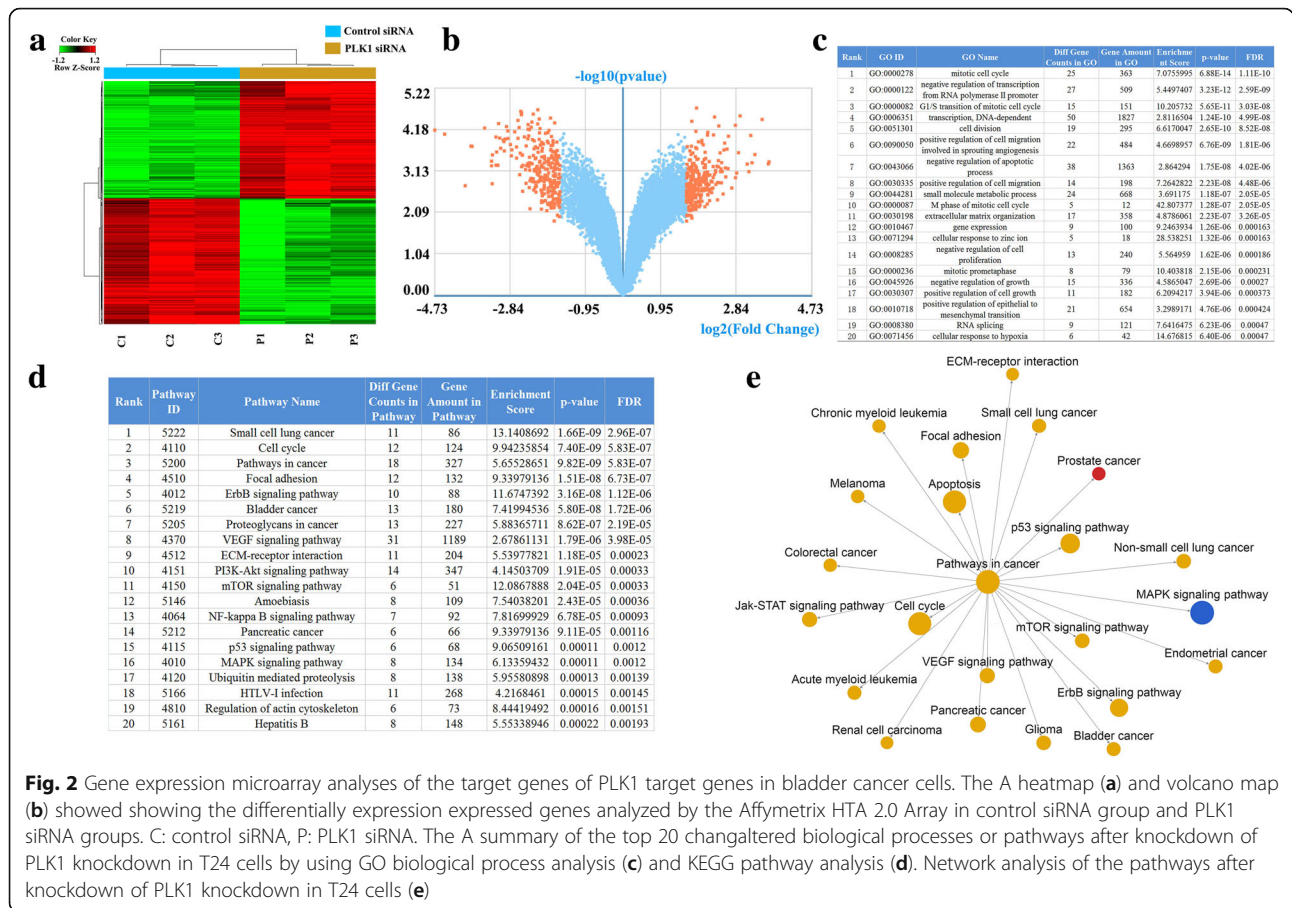 a
Color Key
-1.2 1.2
Row Z-Score
Control siRNA
PLK1 siRNA
C1 C2 C3 P1 P2 P3
b
-log10(pvalue)
5.22
4.18
3.13
2.09
1.04
0.00
-4.73 -2.84 -0.95 0.95 2.84 4.73
log2(Fold Change)
c
Rank GO ID GO Name Diff Gene Counts in GO Gene Amount in GO Enrichme nt Score p-value FDR
1 GO:0000278 mitotic cell cycle 25 363 7.0755995 6.88E-14 1.11E-10
2 GO:0000122 negative regulation of transcription from RNA polymerase II promoter 27 509 5.4497407 3.23E-12 2.59E-09
3 GO:0000082 G1/S transition of mitotic cell cycle 15 151 10.205732 5.65E-11 3.03E-08
4 GO:0006351 transcription, DNA-dependent 50 1827 2.8116504 1.24E-10 4.99E-08
5 GO:0051301 cell division 19 295 6.6170047 2.65E-10 8.52E-08
6 GO:0090050 positive regulation of cell migration involved in sprouting angiogenesis 22 484 4.6698957 6.76E-09 1.81E-06
7 GO:0043066 negative regulation of apoptotic process 38 1363 2.864294 1.75E-08 4.02E-06
8 GO:0030335 positive regulation of cell migration 14 198 7.2642822 2.23E-08 4.48E-06
9 GO:0044281 small molecule metabolic process 24 668 3.691175 1.18E-07 2.05E-05
10 GO:0000087 M phase of mitotic cell cycle 5 12 42.807377 1.28E-07 2.05E-05
11 GO:0030198 extracellular matrix organization 17 358 4.8786061 2.23E-07 3.26E-05
12 GO:0010467 gene expression 9 100 9.2463934 1.26E-06 0.000163
13 GO:0071294 cellular response to zinc ion 5 18 28.538251 1.32E-06 0.000163
14 GO:0008285 negative regulation of cell proliferation 13 240 5.564959 1.62E-06 0.000186
15 GO:0000236 mitotic prometaphase 8 79 10.403818 2.15E-06 0.000231
16 GO:0045926 negative regulation of growth 15 336 4.5865047 2.69E-06 0.00027
17 GO:0030307 positive regulation of cell growth 11 182 6.2094217 3.94E-06 0.000373
18 GO:0010718 positive regulation of epithelial to mesenchymal transition 21 654 3.2989171 4.76E-06 0.000424
19 GO:0008380 RNA splicing 9 121 7.6416475 6.23E-06 0.00047
20 GO:0071456 cellular response to hypoxia 6 42 14.676815 6.40E-06 0.00047
d
Rank Pathway ID Pathway Name Diff Gene Counts in Pathway Gene Amount in Pathway Enrichment Score p-value FDR
1 5222 Small cell lung cancer 11 86 13.1408692 1.66E-09 2.96E-07
2 4110 Cell cycle 12 124 9.94235854 7.40E-09 5.83E-07
3 5200 Pathways in cancer 18 327 5.65528651 9.82E-09 5.83E-07
4 4510 Focal adhesion 12 132 9.33979136 1.51E-08 6.73E-07
5 4012 ErbB signaling pathway 10 88 11.6747392 3.16E-08 1.12E-06
6 5219 Bladder cancer 13 180 7.41994536 5.80E-08 1.72E-06
7 5205 Proteoglycans in cancer 13 227 5.88365711 8.62E-07 2.19E-05
8 4370 VEGF signaling pathway 31 1189 2.67861131 1.79E-06 3.98E-05
9 4512 ECM-receptor interaction 11 204 5.53977821 1.18E-05 0.00023
10 4151 PI3K-Akt signaling pathway 14 347 4.14503709 1.91E-05 0.00033
11 4150 mTOR signaling pathway 6 51 12.0867888 2.04E-05 0.00033
12 5146 Amoebiasis 8 109 7.54038201 2.43E-05 0.00036
13 4064 NF-kappa B signaling pathway 7 92 7.81699929 6.78E-05 0.00093
14 5212 Pancreatic cancer 6 66 9.33979136 9.11E-05 0.00116
15 4115 p53 signaling pathway 6 68 9.06509161 0.00011 0.0012
16 4010 MAPK signaling pathway 8 134 6.13359432 0.00011 0.0012
17 4120 Ubiquitin mediated proteolysis 8 138 5.95580898 0.00013 0.00139
18 5166 HTLV-I infection 11 268 4.2168461 0.00015 0.00145
19 4810 Regulation of actin cytoskeleton 6 73 8.44419492 0.00016 0.00151
20 5161 Hepatitis B 8 148 5.55338946 0.00022 0.00193
e
ECM-receptor interaction
Chronic myeloid leukemia
Small cell lung cancer
Focal adhesion
Prostate cancer
Melanoma
Apoptosis
p53 signaling pathway
Colorectal cancer
Non-small cell lung cancer
Pathways in cancer
MAPK signaling pathway
Jak-STAT signaling pathway
Cell cycle
mTOR signaling pathway
Endometrial cancer
VEGF signaling pathway
Acute myeloid leukemia
ErbB signaling pathway
Pancreatic cancer
Renal cell carcinoma
Glioma
Bladder cancer
Fig. 2 Gene expression microarray analyses of the target genes of PLK1 target genes in bladder cancer cells. The A heatmap (a) and volcano map
(b) showed showing the differentially expression expressed genes analyzed by the Affymetrix HTA 2.0 Array in control siRNA group and PLK1
siRNA groups. C: control siRNA, P: PLK1 siRNA. The A summary of the top 20 changaltered biological processes or pathways after knockdown of
PLK1 knockdown in T24 cells by using GO biological process analysis (c) and KEGG pathway analysis (d). Network analysis of the pathways after
knockdown of PLK1 knockdown in T24 cells (e)